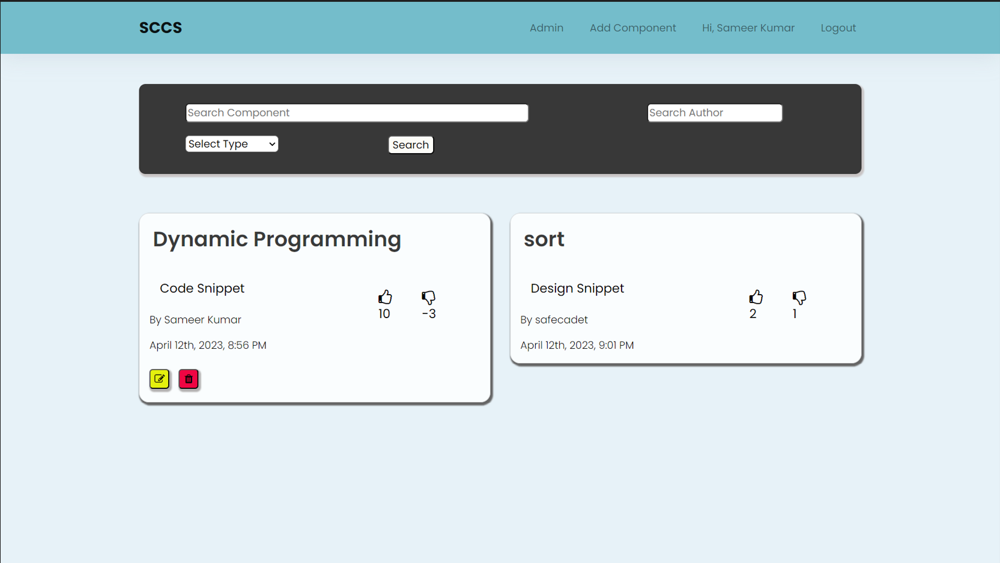 SCCS
Admin
Add Component
Hi, Sameer Kumar
Logout
Search Component
Search Author
Select Type
Search
Dynamic Programming
Code Snippet
10
-3
By Sameer Kumar
April 12th, 2023, 8:56 PM
sort
Design Snippet
2
1
By safecadet
April 12th, 2023, 9:01 PM